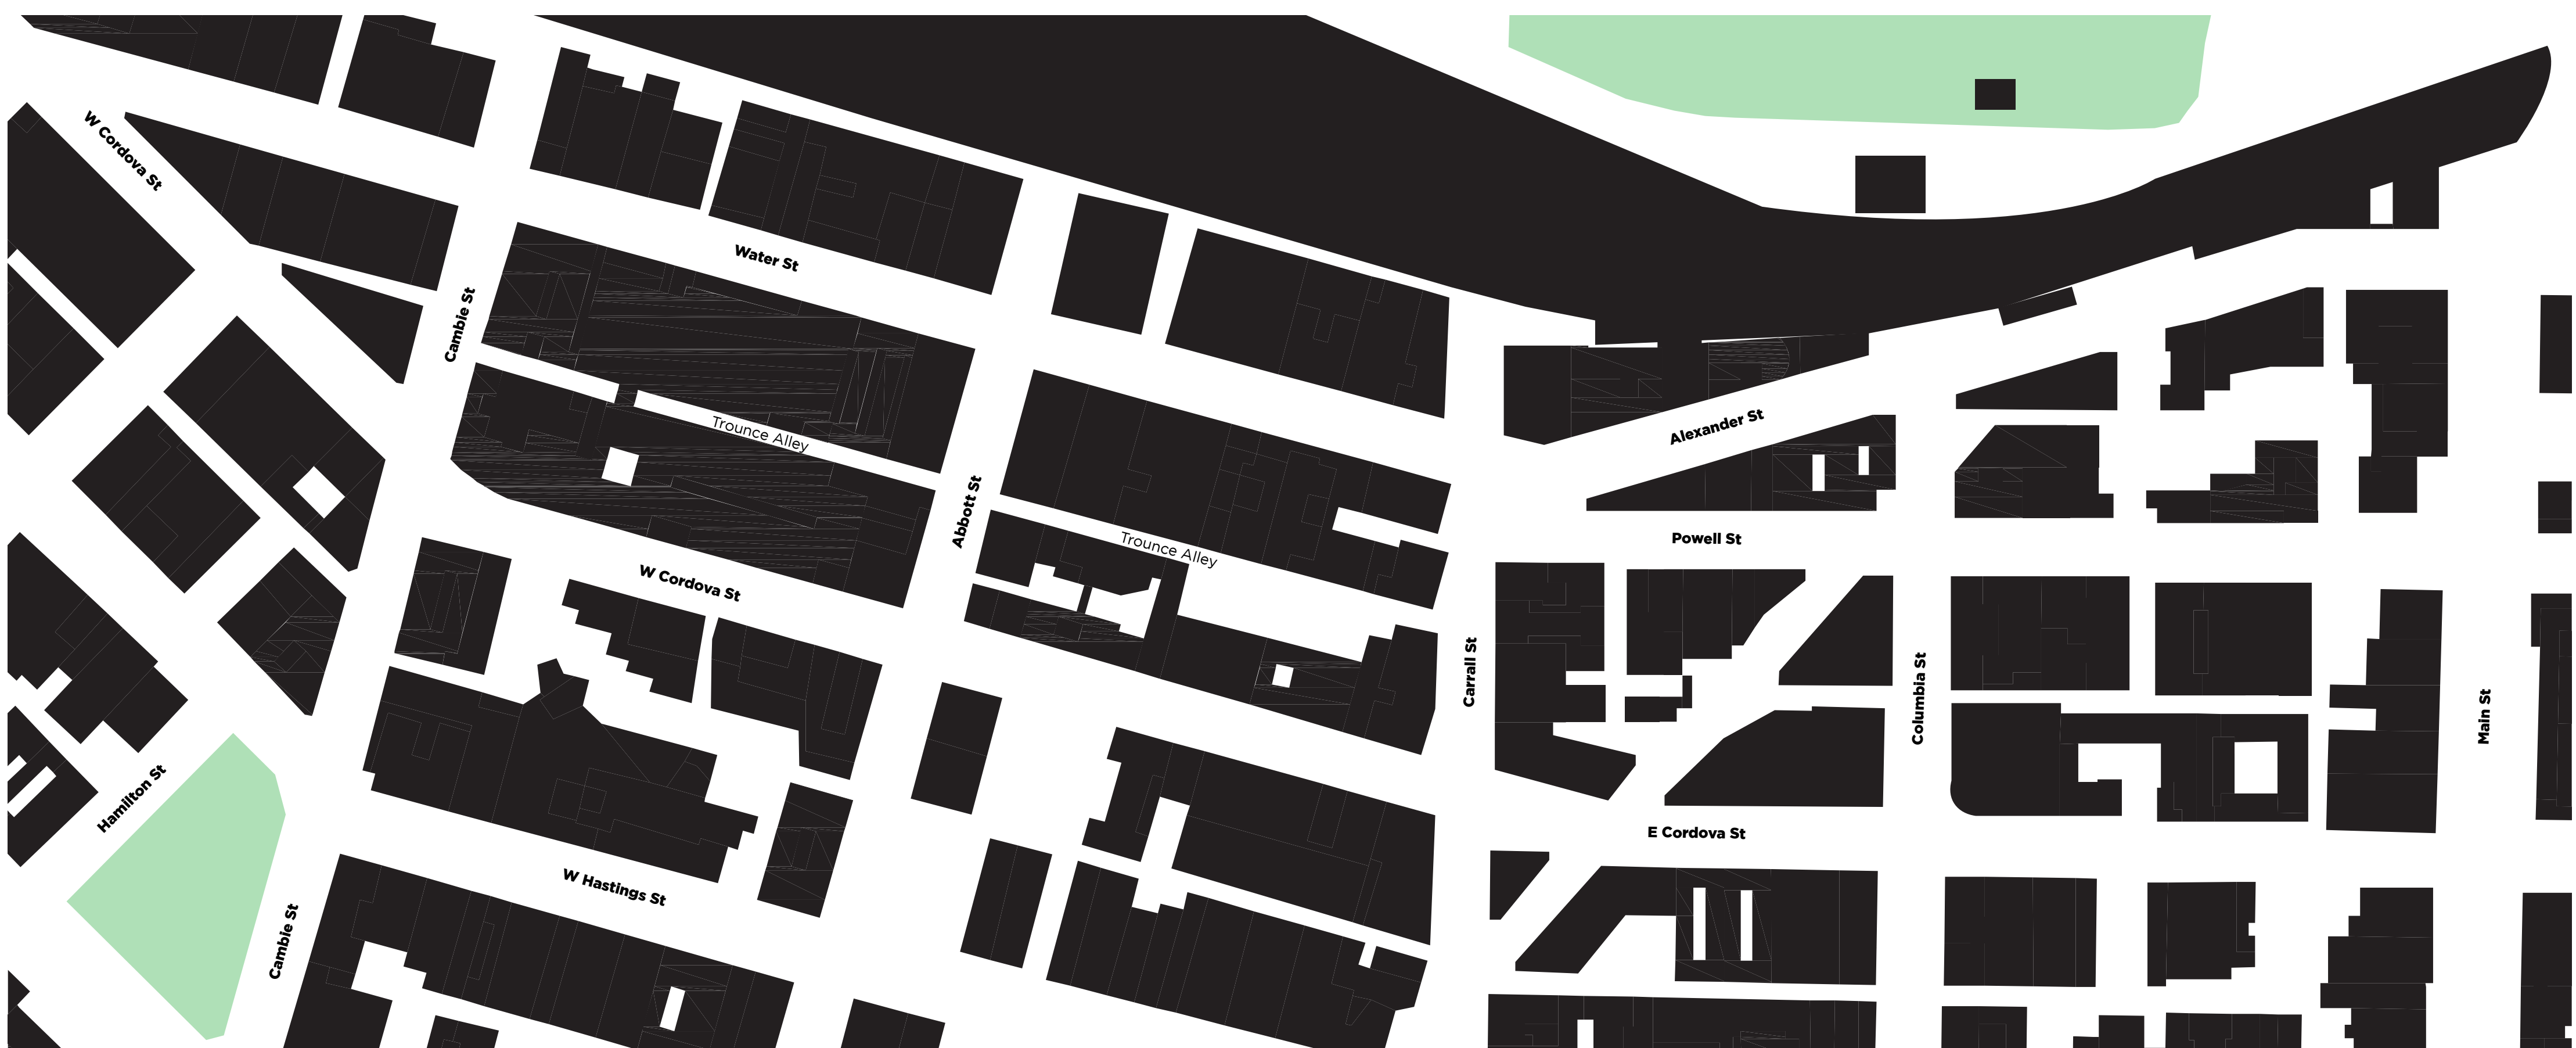 W Cordova St
Water St
Cambie St
Trounce Alley
Alexander St
Abbott St
Powell St
Trounce Alley
W Cordova St
Carrall St
Columbia St
Main St
Hamilton St
E Cordova St
W Hastings St
Cambie St